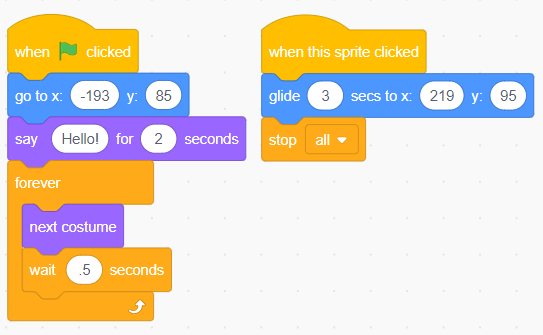 when clicked
go to x: -193 y: 85
say Hello! for 2 seconds
forever
next costume
wait .5 seconds
when this sprite clicked
glide 3 secs to x: 219 y: 95
stop all